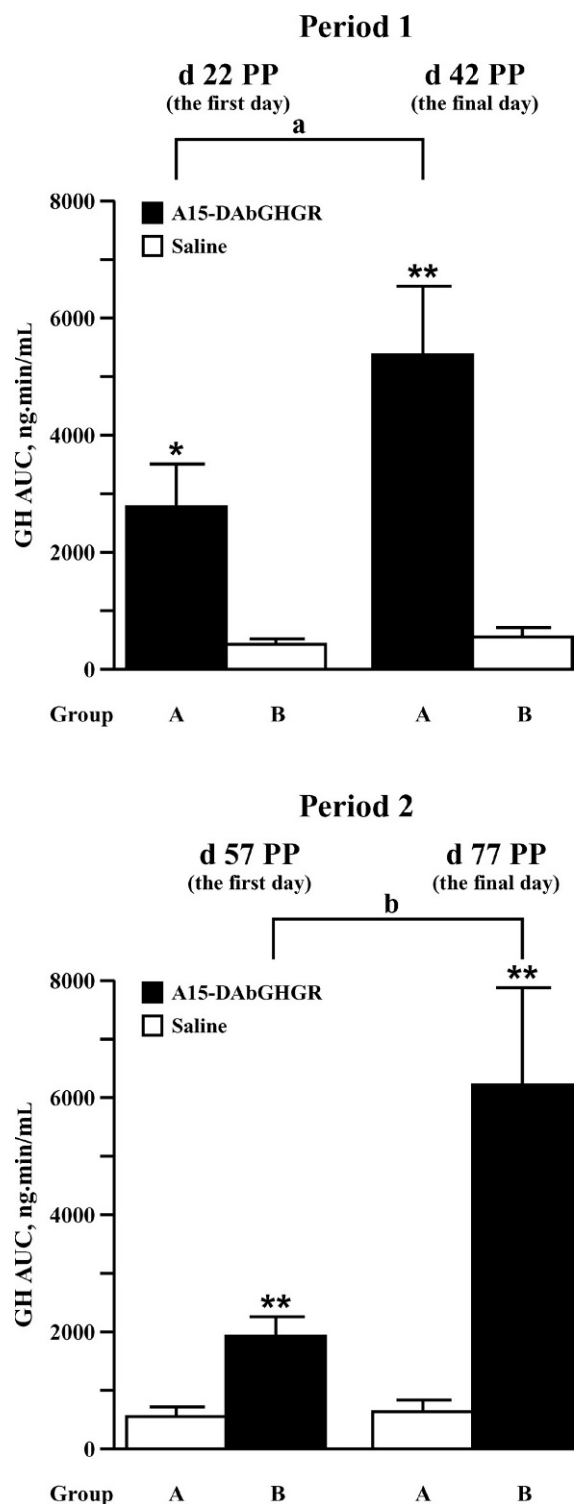 Period 1
d 22 PP d 42 PP
(the first day) (the final day)
a
8000
A15-DAbGHGR
Saline
**
6000
*
4000
2000
0
GH AUC, ng·min/mL
Group A B A B
Period 2
d 57 PP d 77 PP
(the first day) (the final day)
b
8000
**
A15-DAbGHGR
Saline
6000
4000
2000
**
0
GH AUC, ng·min/mL
Group A B A B